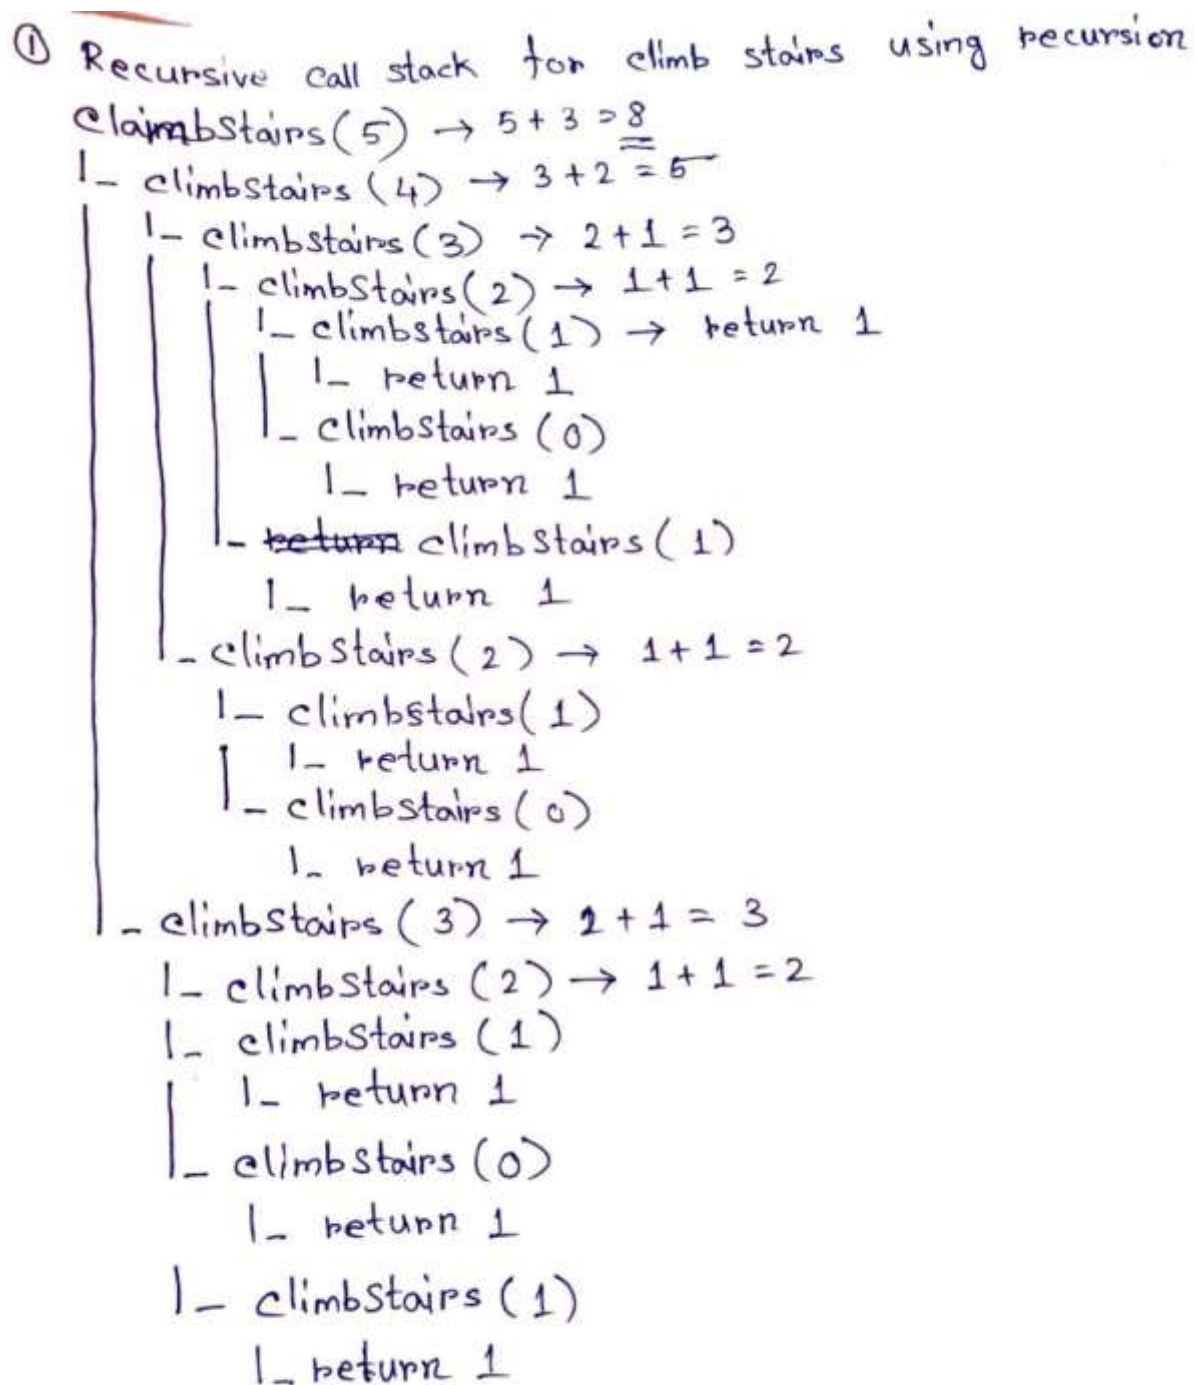 ① Recursive call stack for climb stairs using recursion
ClaimbStairs(5) → 5 + 3 = 8
|_ climbstairs (4) → 3 + 2 = 5
|_ climbstairs(3) → 2 + 1 = 3
|_ climbStairs(2) → 1 + 1 = 2
|_ climbstairs(1) → return 1
|_ return 1
|_ climbStairs (0)
|_ return 1
|_ return climbStairs(1)
|_ return 1
|_ climbStairs(2) → 1 + 1 = 2
|_ climbstairs(1)
|_ return 1
|_ climbstairs(0)
|_ return 1
|_ climbStairs (3) → 2 + 1 = 3
|_ climbStairs (2) → 1 + 1 = 2
|_ climbStairs (1)
|_ return 1
|_ climbstairs (0)
|_ return 1
|_ climbStairs (1)
|_ return 1